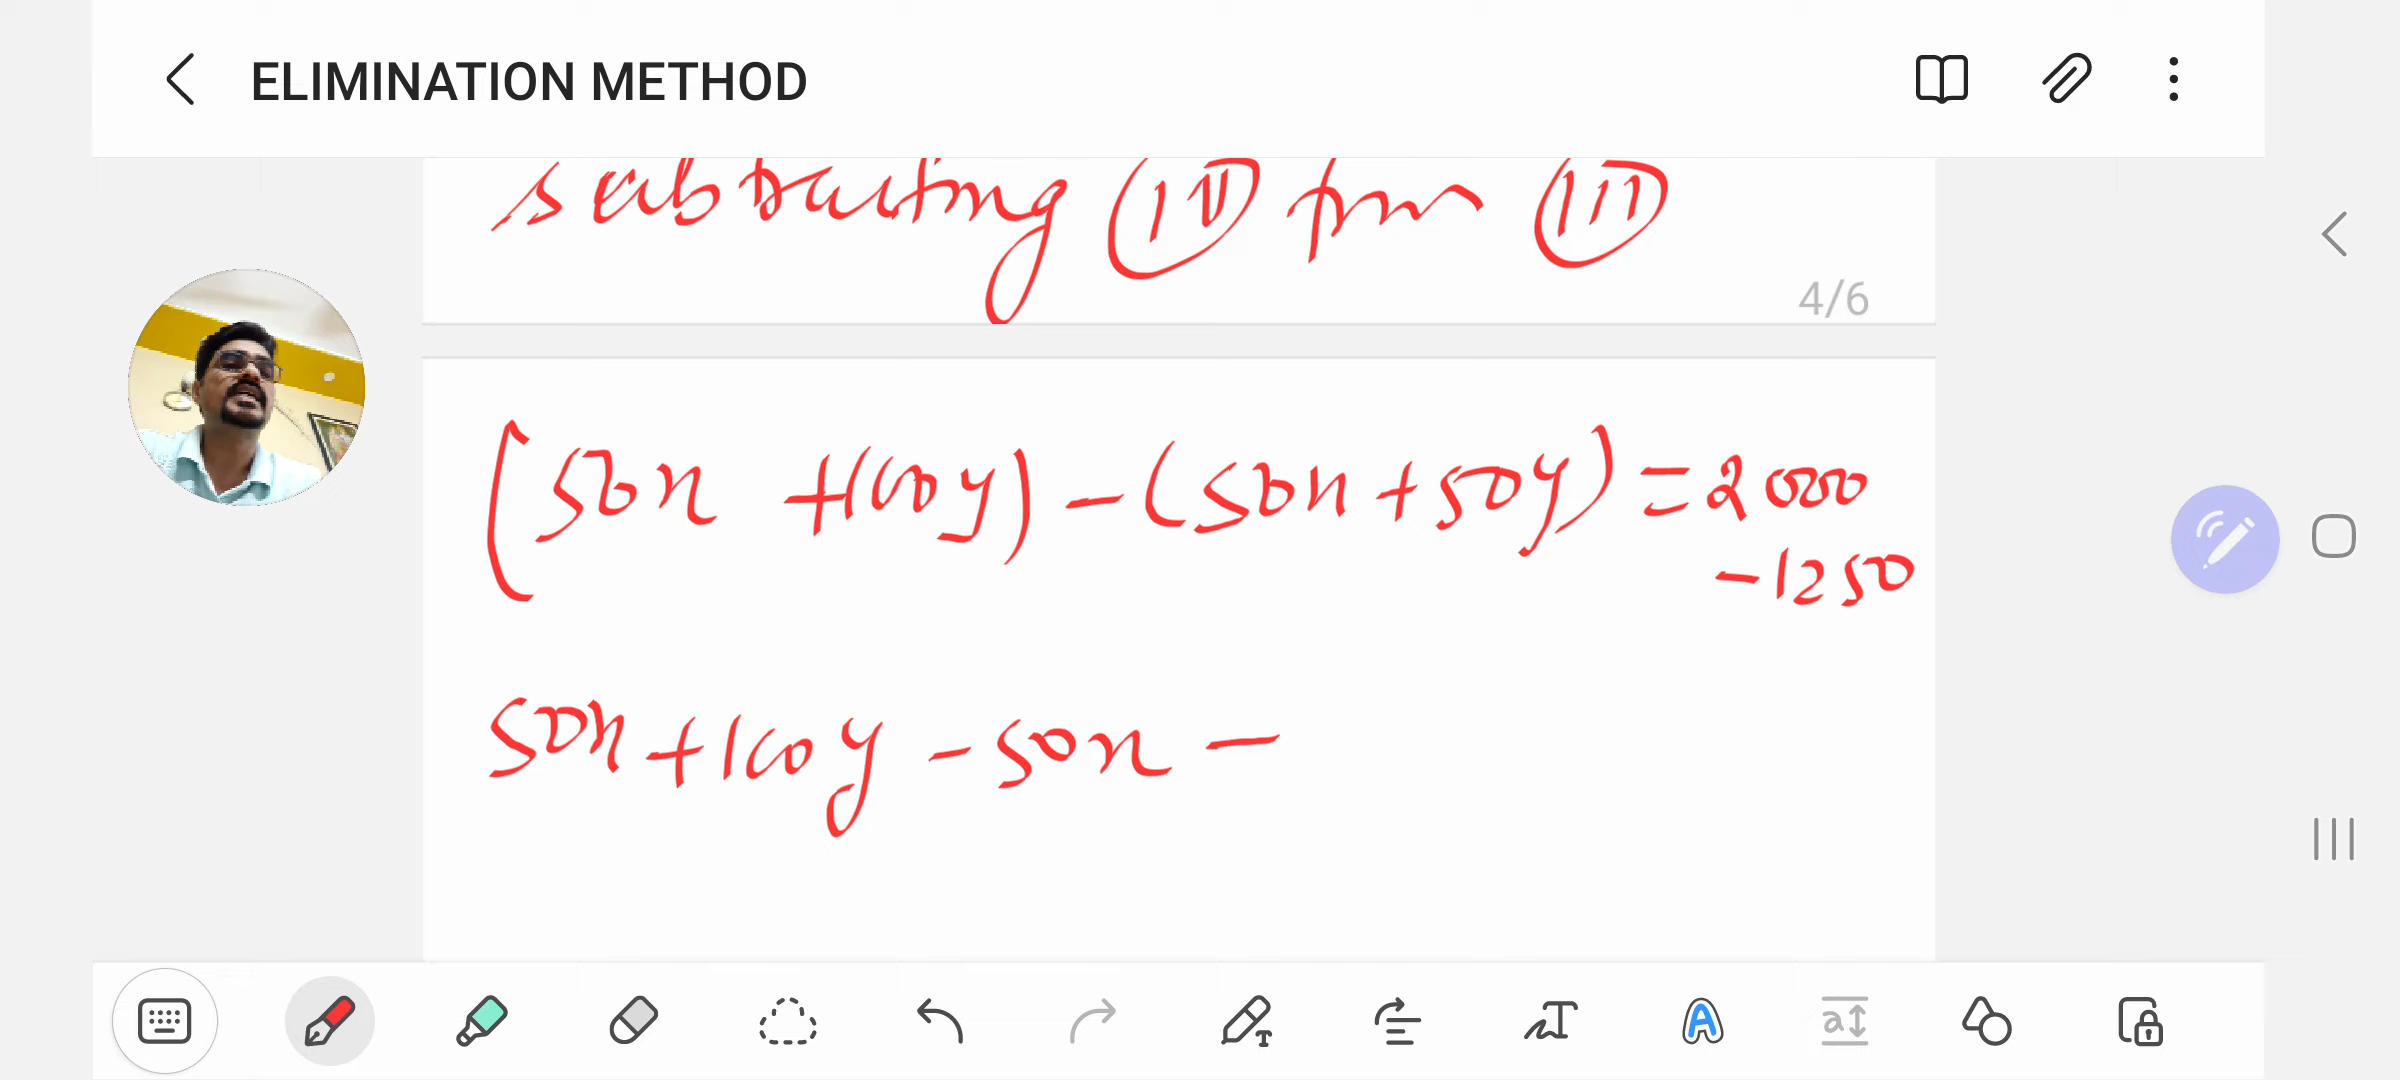 ELIMINATION METHOD
subtracting (IV) from (III)
4/6
(50x + 100y) - (50x + 50y) = 2000
- 1250
50x + 100y - 50x -